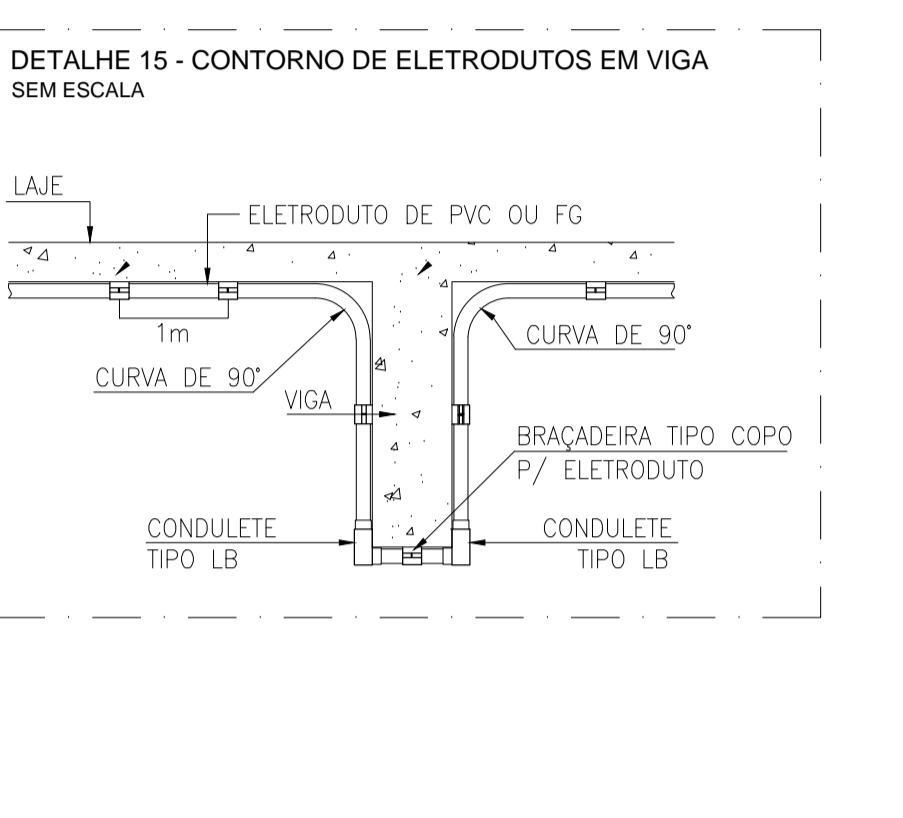 DETALHE 15 - CONTORNO DE ELETRODUTOS EM VIGA
SEM ESCALA
LAJE
ELETRODUTO DE PVC OU FG
1m
CURVA DE 90°
CURVA DE 90°
VIGA
BRAÇADEIRA TIPO COPO
P/ ELETRODUTO
CONDULETE
TIPO LB
CONDULETE
TIPO LB